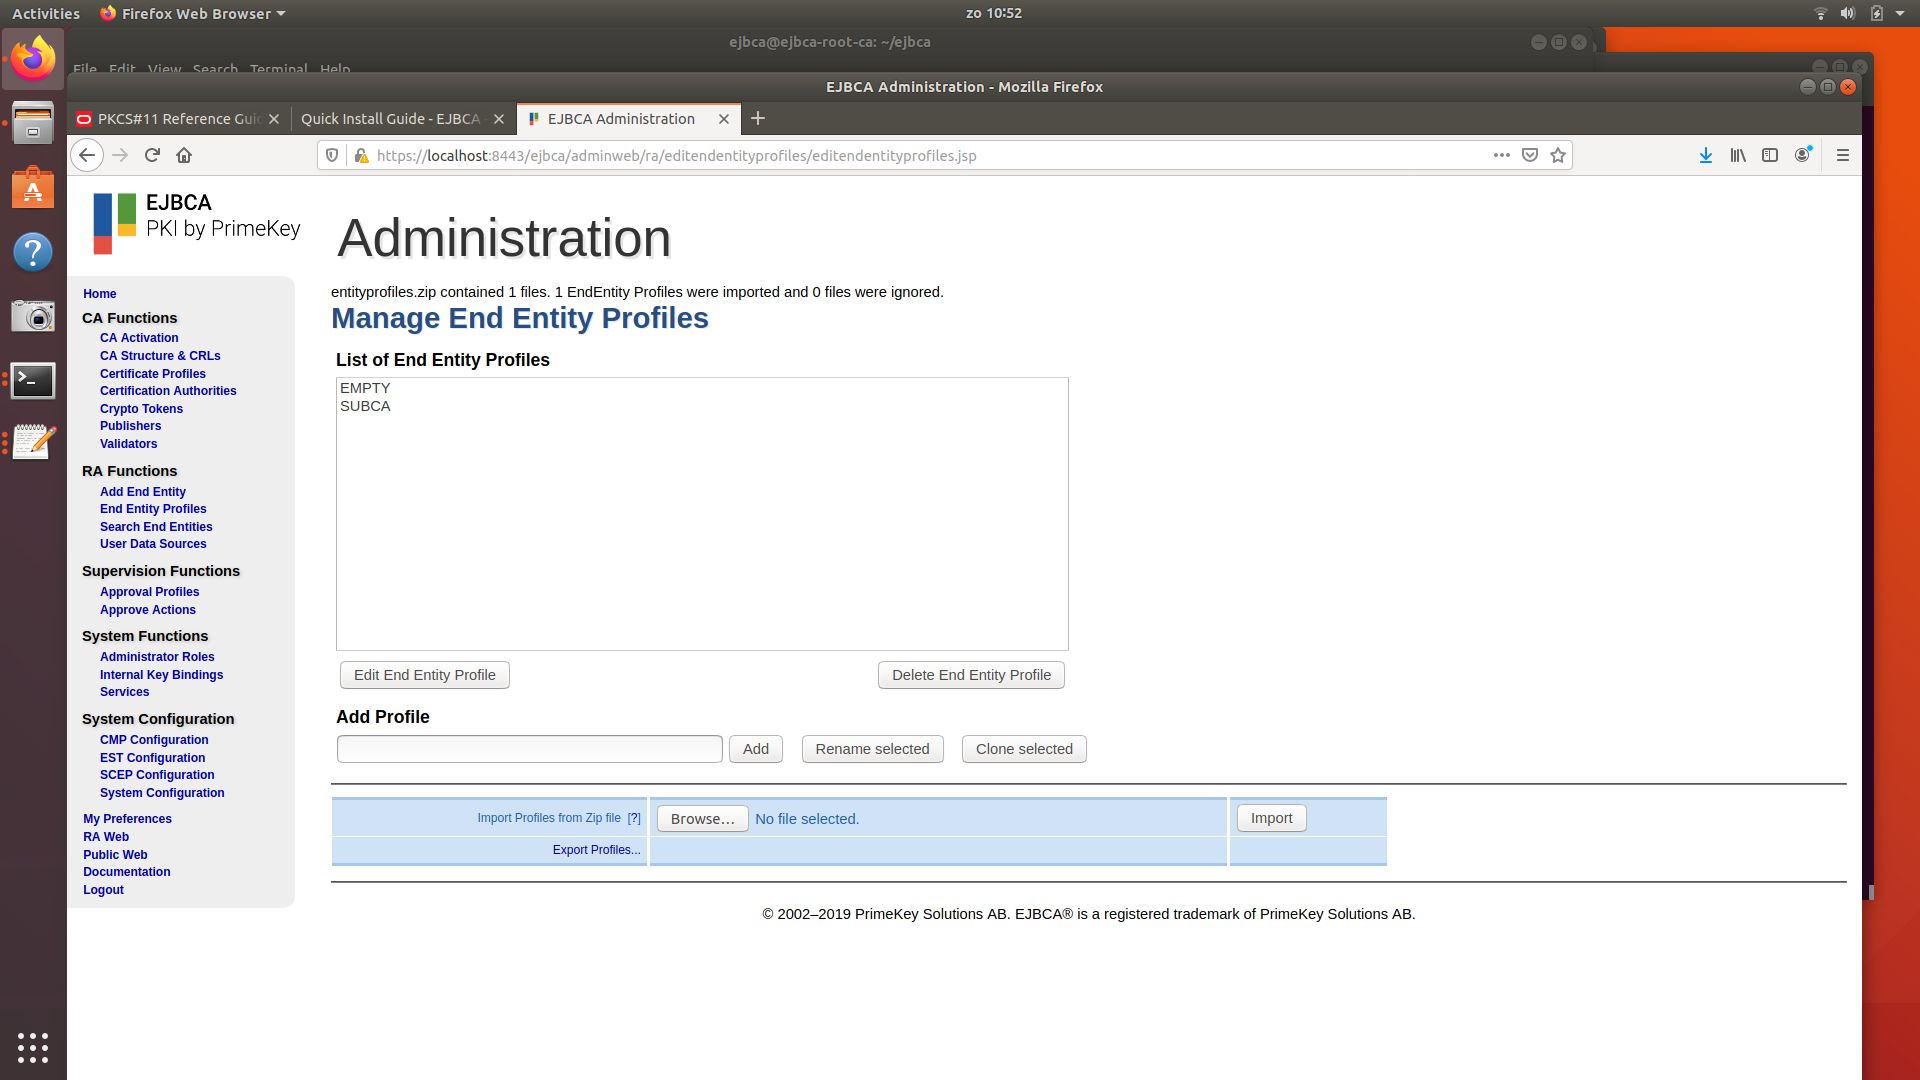 Activities
Firefox Web Browser
zo 10:52
ejbca@ejbca-root-ca: ~/ejbca
File Edit View Search Terminal Help
EJBCA Administration - Mozilla Firefox
PKCS#11 Reference Guid
Quick Install Guide - EJBCA
EJBCA Administration
https://localhost:8443/ejbca/adminweb/ra/editendentityprofiles/editendentityprofiles.jsp
EJBCA
PKI by PrimeKey
Administration
Home
CA Functions
CA Activation
CA Structure & CRLs
Certificate Profiles
Certification Authorities
Crypto Tokens
Publishers
Validators
RA Functions
Add End Entity
End Entity Profiles
Search End Entities
User Data Sources
Supervision Functions
Approval Profiles
Approve Actions
System Functions
Administrator Roles
Internal Key Bindings
Services
System Configuration
CMP Configuration
EST Configuration
SCEP Configuration
System Configuration
My Preferences
RA Web
Public Web
Documentation
Logout
entityprofiles.zip contained 1 files. 1 EndEntity Profiles were imported and 0 files were ignored.
Manage End Entity Profiles
List of End Entity Profiles
EMPTY
SUBCA
Edit End Entity Profile
Delete End Entity Profile
Add Profile
Add
Rename selected
Clone selected
Import Profiles from Zip file [?]
Browse...
No file selected.
Import
Export Profiles...
© 2002–2019 PrimeKey Solutions AB. EJBCA® is a registered trademark of PrimeKey Solutions AB.